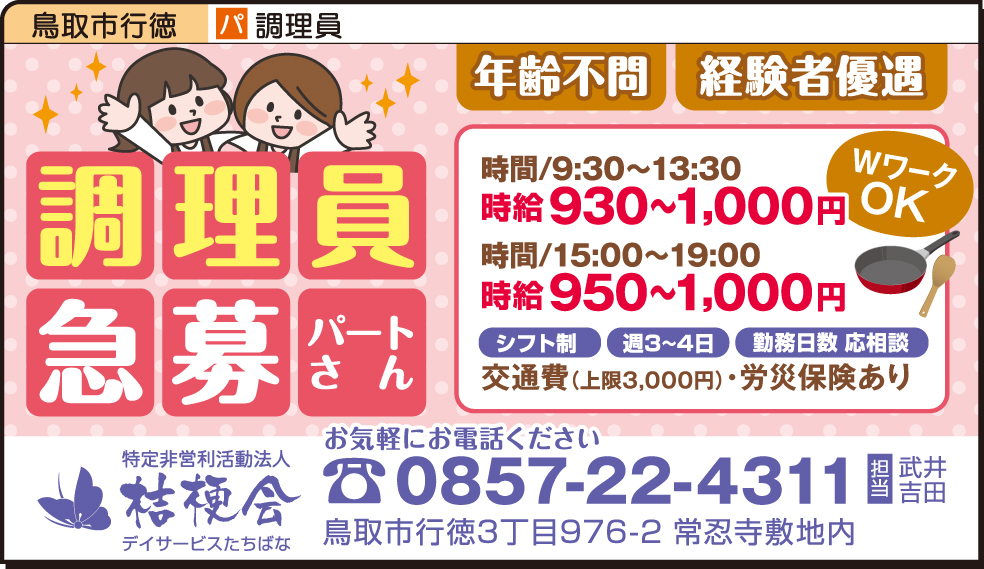 鳥取市行徳 パ 調理員
年齢不問 経験者優遇
調理員
急募 パートさん
時間/9:30～13:30
時給930～1,000円
WワークOK
時間/15:00～19:00
時給950～1,000円
シフト制 週3～4日 勤務日数 応相談
交通費（上限3,000円）・労災保険あり
特定非営利活動法人
桔梗会
デイサービスたちばな
お気軽にお電話ください
☎0857-22-4311 担当 武井 吉田
鳥取市行徳3丁目976-2 常忍寺敷地内